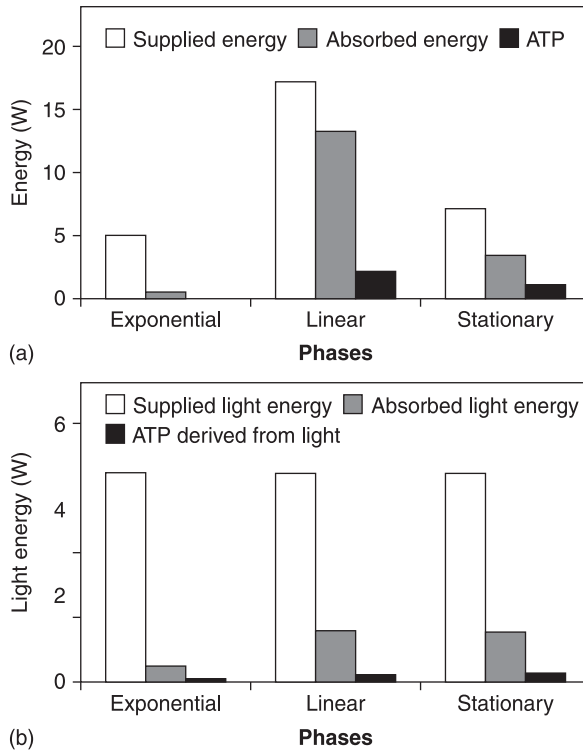 20
15
10
5
0
Energy (W)
Supplied energy Absorbed energy ATP
Exponential Linear Stationary
(a) Phases
6
4
2
0
Light energy (W)
Supplied light energy Absorbed light energy
ATP derived from light
Exponential Linear Stationary
(b) Phases